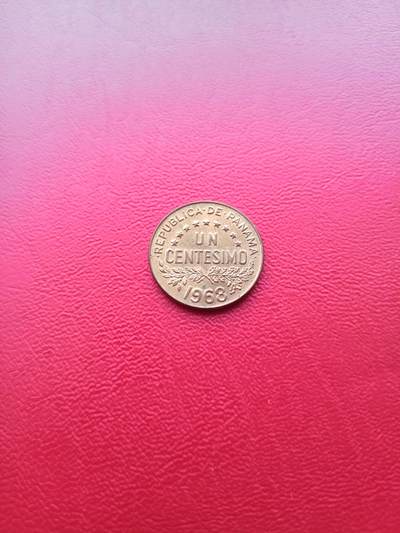 REPUBLICA·DE·PANAMA
UN
CENTESIMO
1968